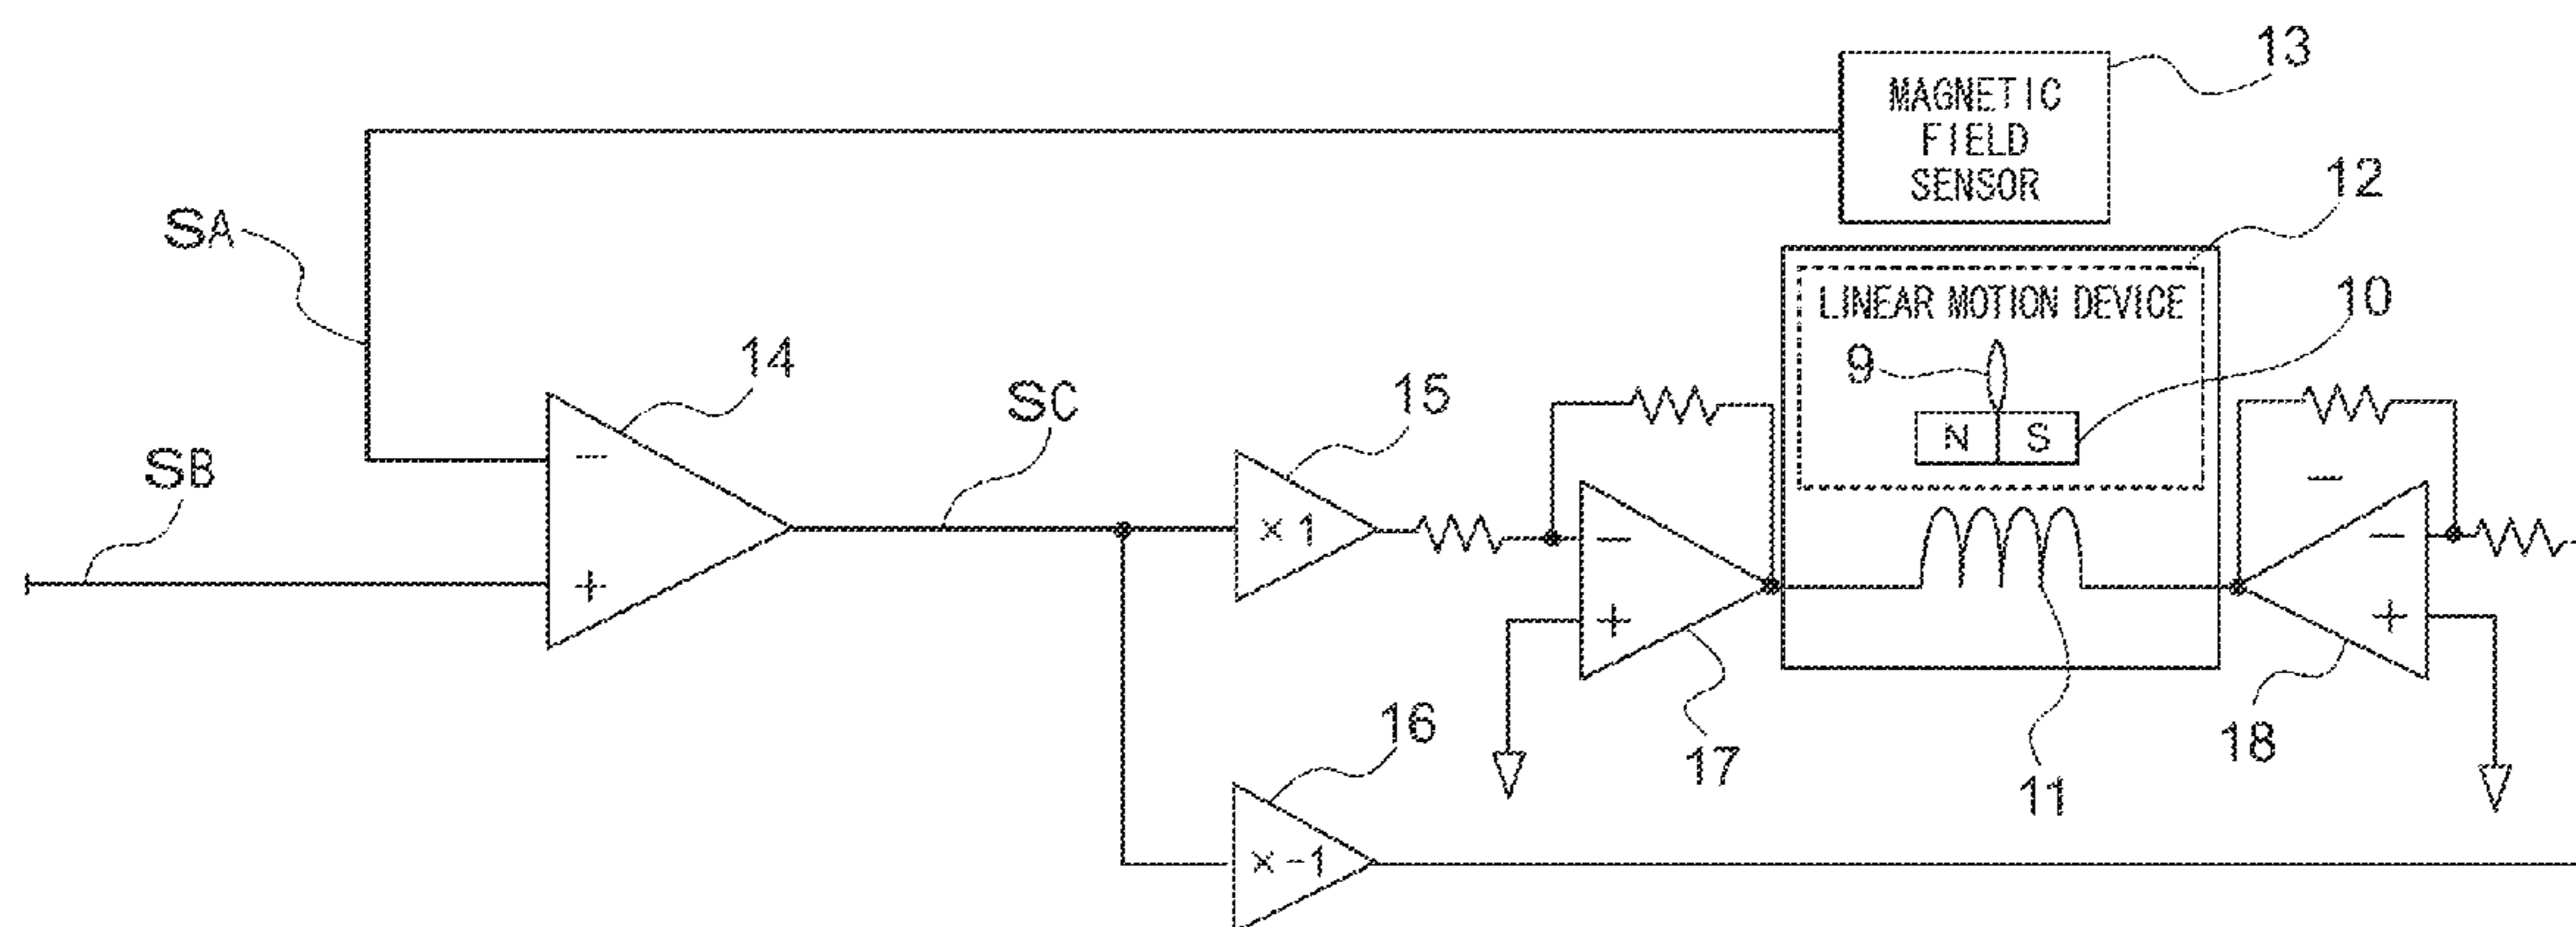 13
MAGNETIC
FIELD
SENSOR
12
SA
LINEAR MOTION DEVICE
10
9
14
15
SC
N S
SB
−
−
× 1
−
−
+
+
+
16
17
11
18
× -1